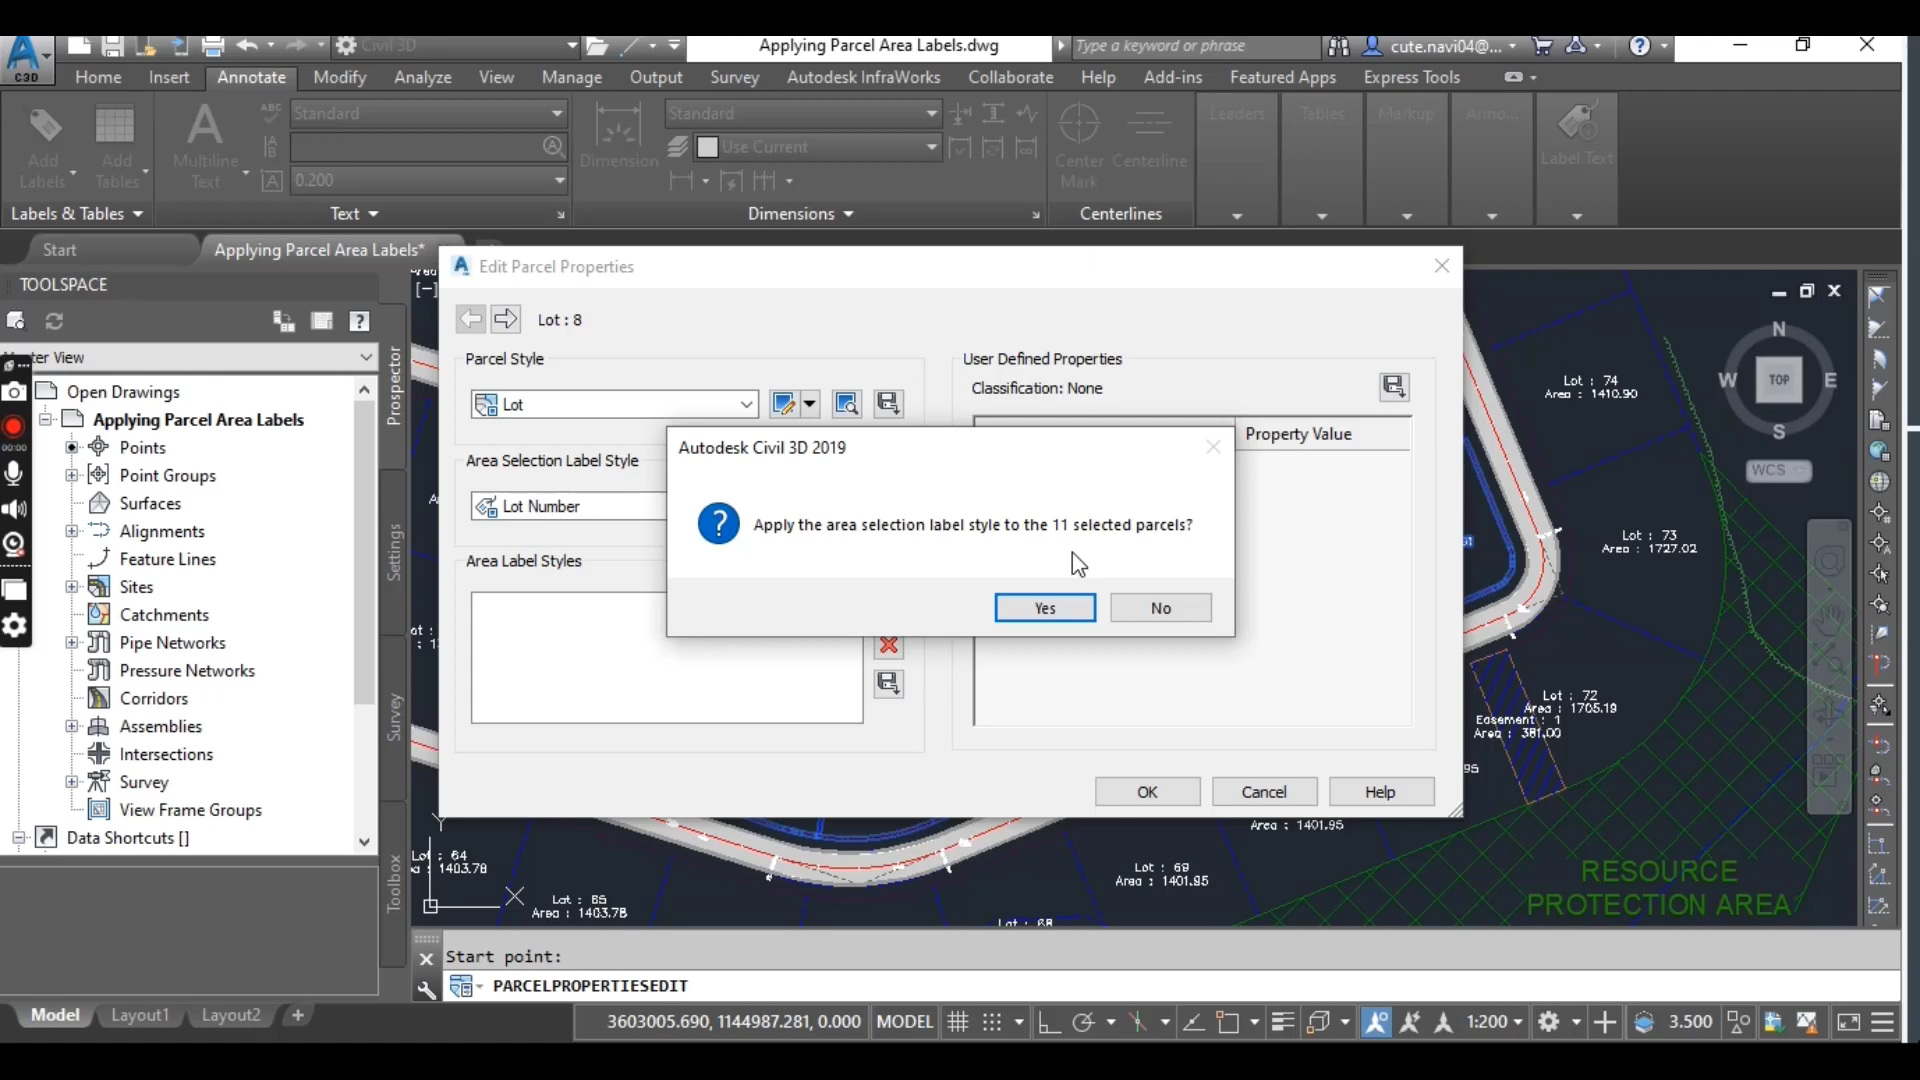 Civil 3D
Applying Parcel Area Labels.dwg
Type a keyword or phrase
cute.navi04@...
C3D
Home Insert Annotate Modify Analyze View Manage Output Survey Autodesk InfraWorks Collaborate Help Add-ins Featured Apps Express Tools
Add Labels
Add Tables
Multiline Text
ABC
Standard
0.200
Dimension
Standard
Use Current
Center Mark
Centerline
Leaders
Tables
Markup
Anno...
Label Text
Labels & Tables
Text
Dimensions
Centerlines
Start
Applying Parcel Area Labels*
TOOLSPACE
Open Drawings
Applying Parcel Area Labels
Points
Point Groups
Surfaces
Alignments
Feature Lines
Sites
Catchments
Pipe Networks
Pressure Networks
Corridors
Assemblies
Intersections
Survey
View Frame Groups
Data Shortcuts []
00:00
Prospector
Settings
Survey
Toolbox
Edit Parcel Properties
Lot : 8
Parcel Style
Lot
Area Selection Label Style
Lot Number
Area Label Styles
User Defined Properties
Classification: None
Property Value
Autodesk Civil 3D 2019
Apply the area selection label style to the 11 selected parcels?
Yes
No
OK
Cancel
Help
N
W TOP E
S
WCS
Lot : 74
Area : 1410.90
Lot : 73
Area : 1727.02
Lot : 72
Area : 1705.19
Easement : 1
Area : 381.00
Area : 1401.95
Lot : 69
Area : 1401.95
Lot : 64
1403.78
Lot : 65
Area : 1403.78
Lot : 68
RESOURCE
PROTECTION AREA
Y
X
Start point:
PARCELPROPERTIESEDIT
Model Layout1 Layout2 +
3603005.690, 1144987.281, 0.000 MODEL 1:200 3.500